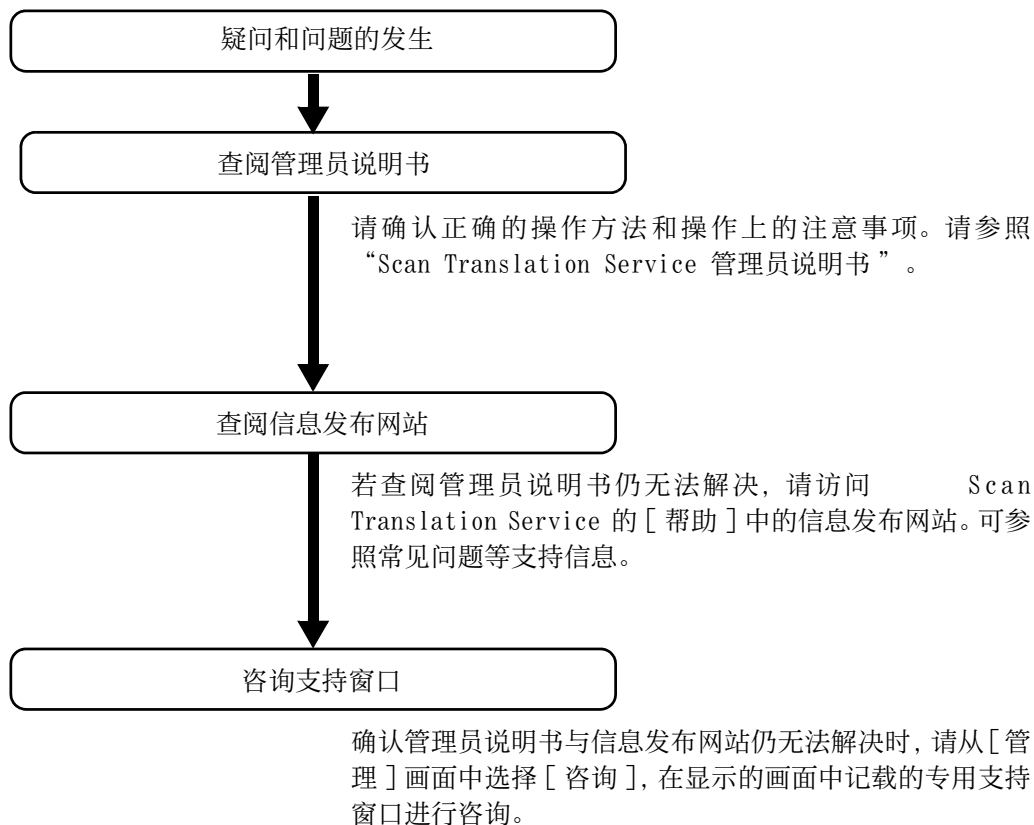 疑问和问题的发生
查阅管理员说明书
请确认正确的操作方法和操作上的注意事项。请参照
“Scan Translation Service 管理员说明书 ”。
查阅信息发布网站
若查阅管理员说明书仍无法解决, 请访问 Scan
Translation Service 的 [ 帮助 ] 中的信息发布网站。可参
照常见问题等支持信息。
咨询支持窗口
确认管理员说明书与信息发布网站仍无法解决时, 请从 [ 管
理 ] 画面中选择 [ 咨询 ], 在显示的画面中记载的专用支持
窗口进行咨询。